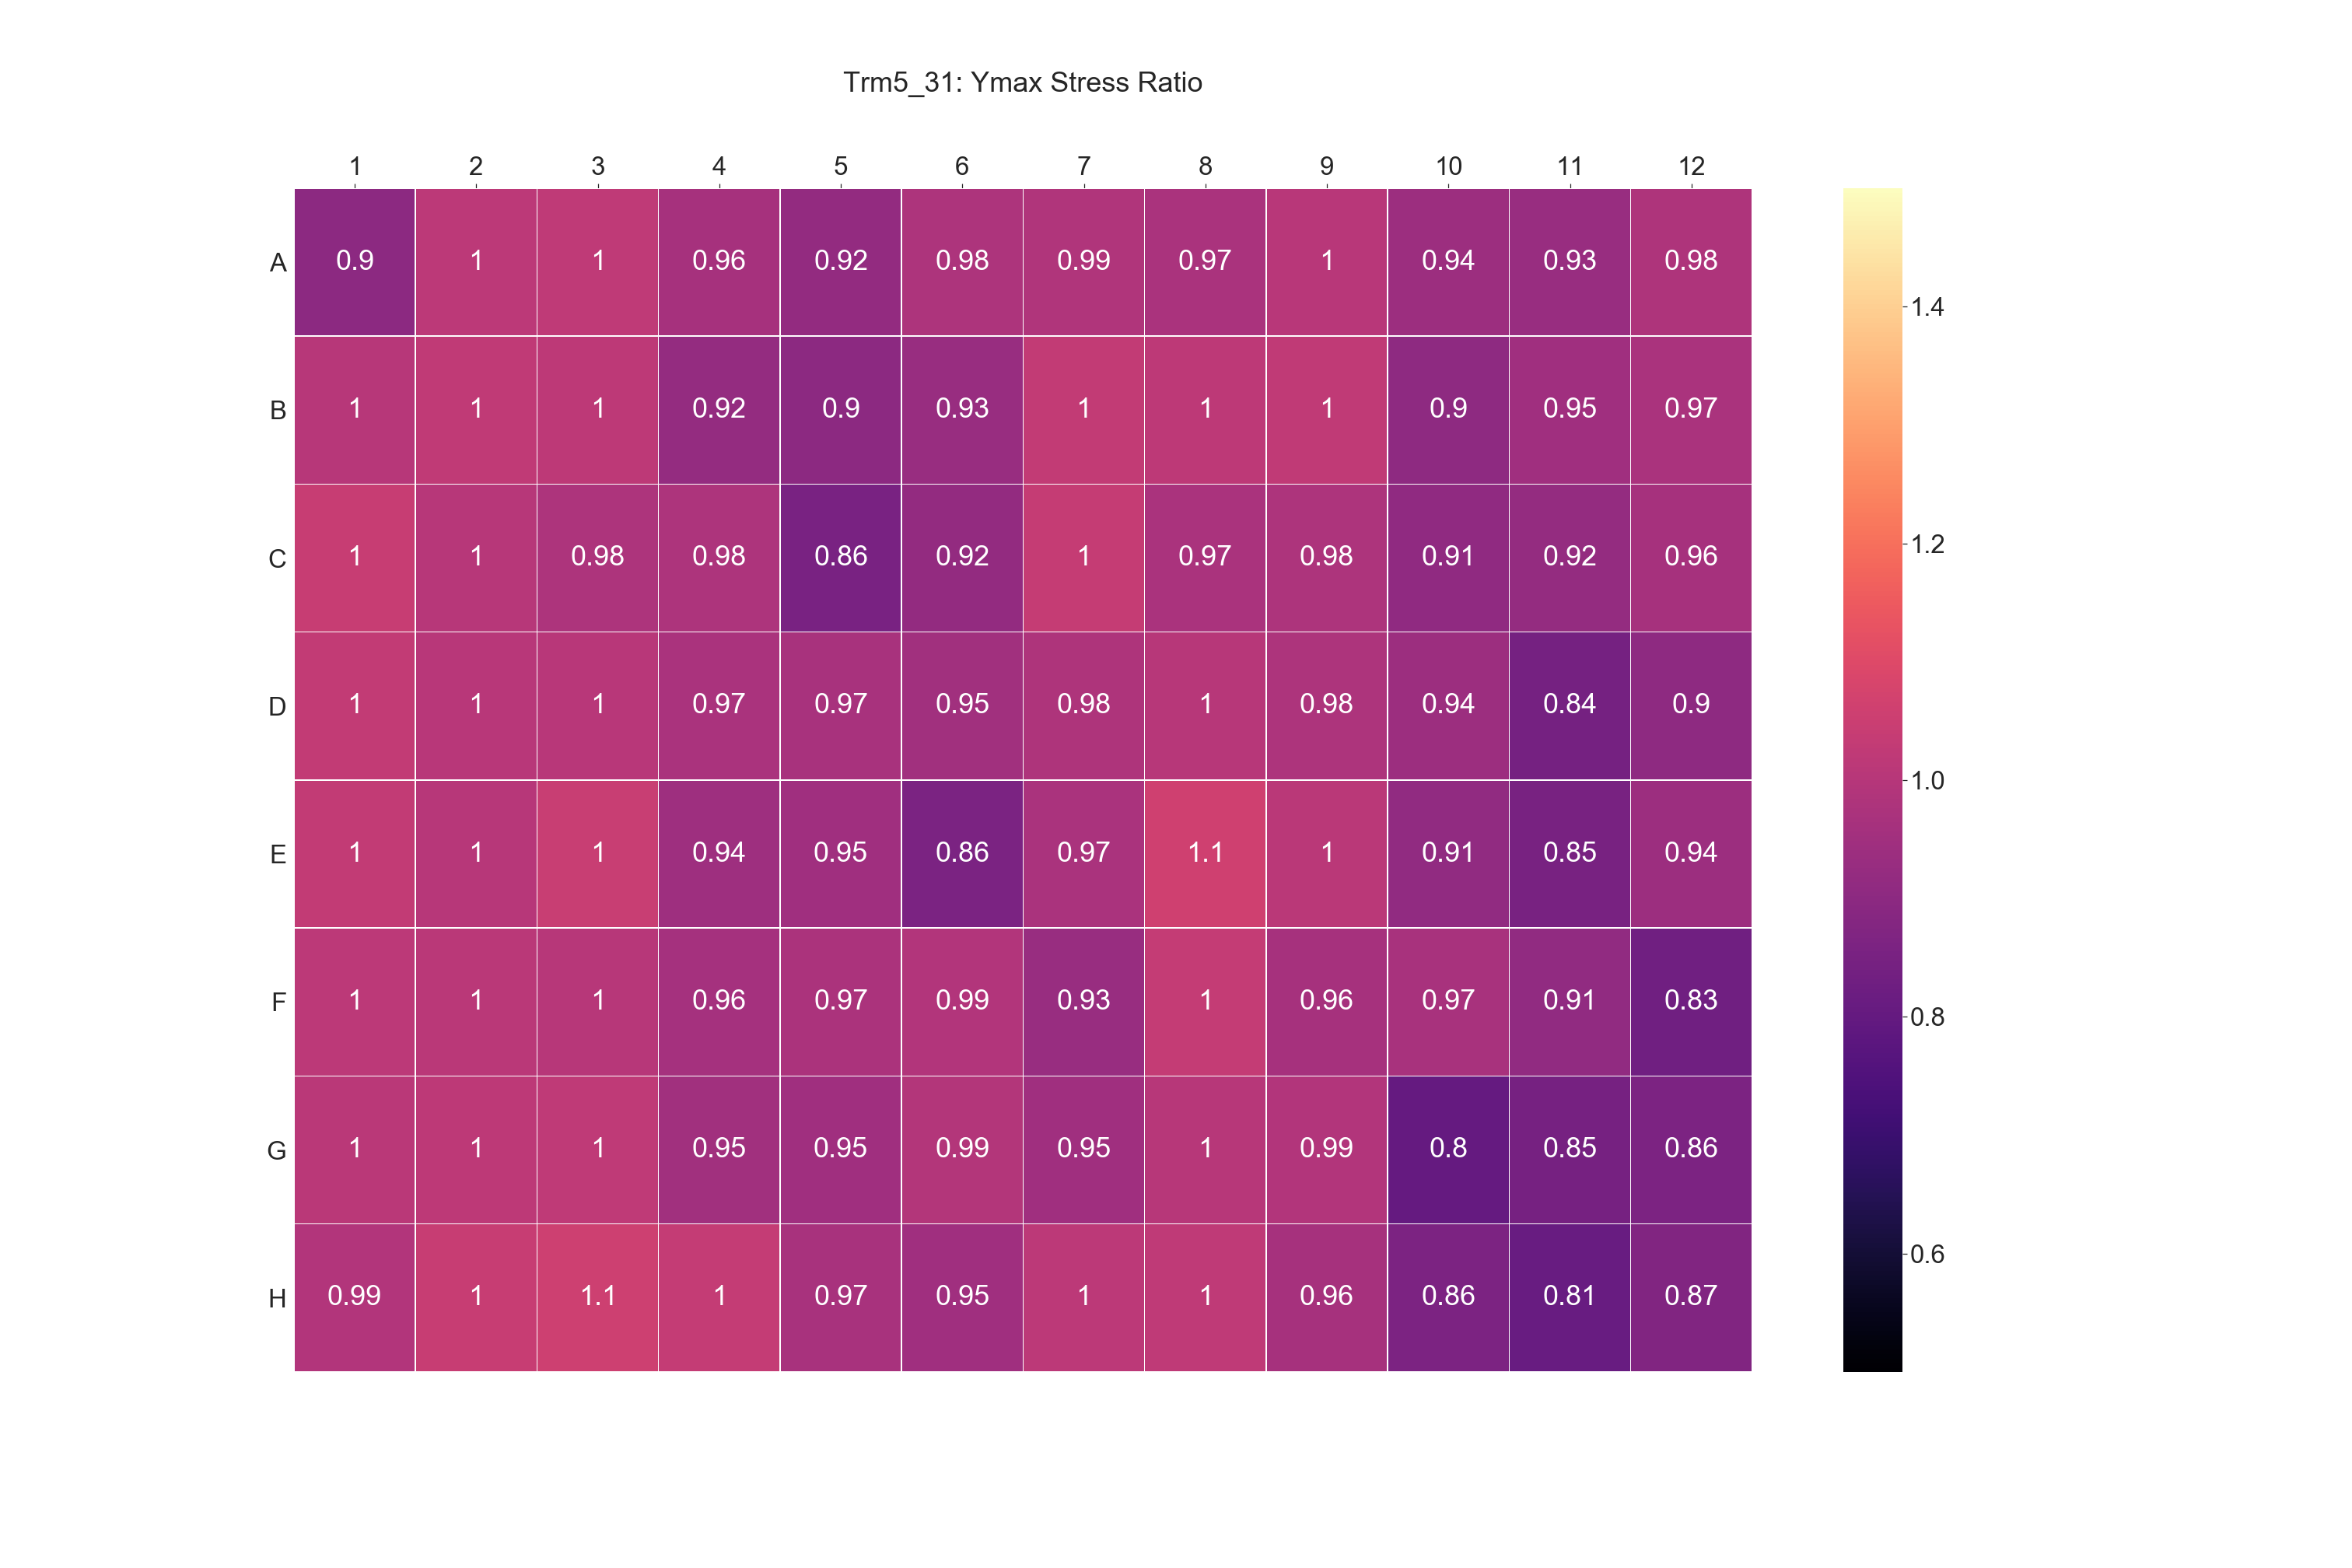 Trm5_31: Ymax Stress Ratio
1 2 3 4 5 6 7 8 9 10 11 12
A 0.9 1 1 0.96 0.92 0.98 0.99 0.97 1 0.94 0.93 0.98
1.4
B 1 1 1 0.92 0.9 0.93 1 1 1 0.9 0.95 0.97
C 1 1 0.98 0.98 0.86 0.92 1 0.97 0.98 0.91 0.92 0.96
1.2
D 1 1 1 0.97 0.97 0.95 0.98 1 0.98 0.94 0.84 0.9
1.0
E 1 1 1 0.94 0.95 0.86 0.97 1.1 1 0.91 0.85 0.94
F 1 1 1 0.96 0.97 0.99 0.93 1 0.96 0.97 0.91 0.83
0.8
G 1 1 1 0.95 0.95 0.99 0.95 1 0.99 0.8 0.85 0.86
0.6
H 0.99 1 1.1 1 0.97 0.95 1 1 0.96 0.86 0.81 0.87